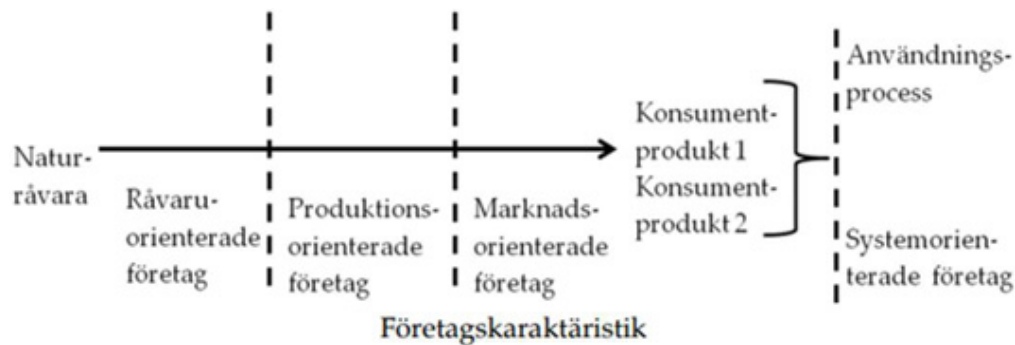 Natur-
råvara
Råvaru-
orienterade
företag
Produktions-
orienterade
företag
Marknads-
orienterade
företag
Konsument-
produkt 1
Konsument-
produkt 2
Användnings-
process
Systemorien-
terade företag
Företagskaraktäristik